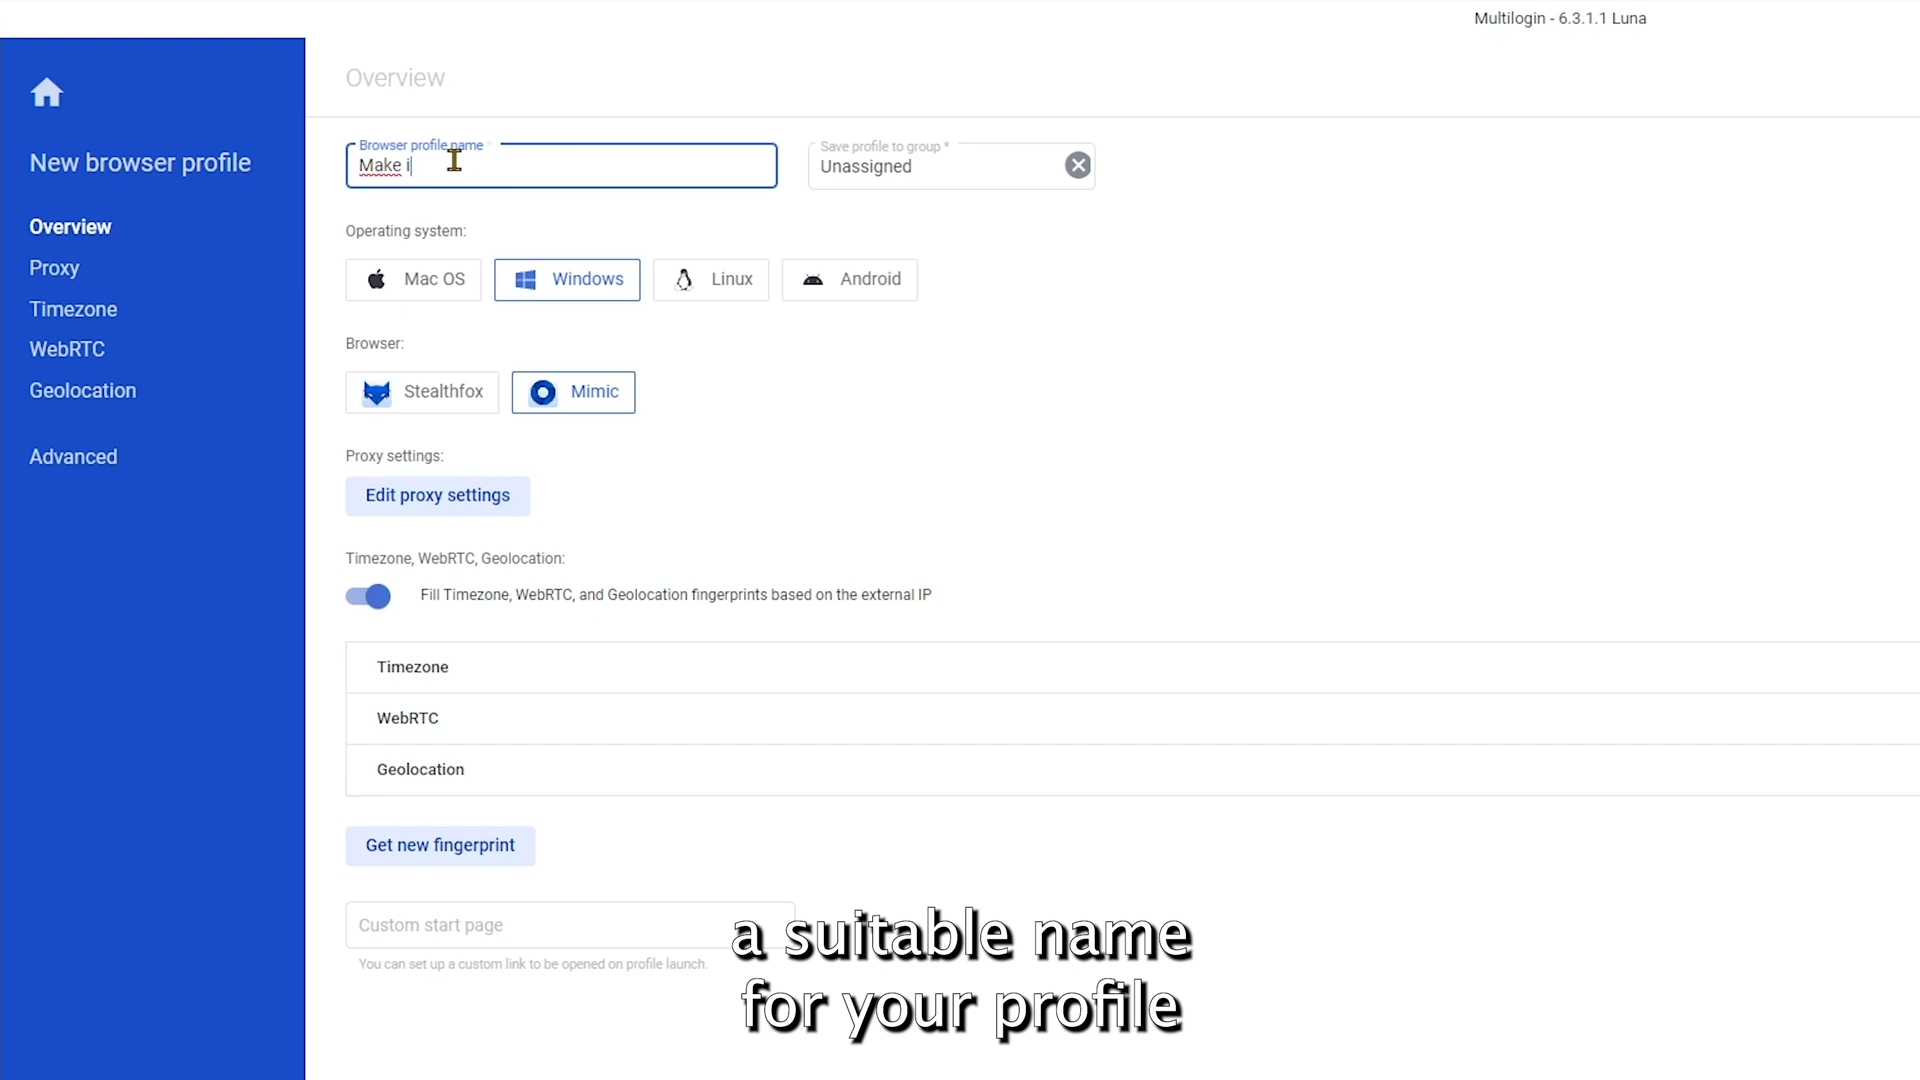 Multilogin - 6.3.1.1 Luna
Overview
New browser profile
Overview
Proxy
Timezone
WebRTC
Geolocation
Advanced
Browser profile name *
Make i
Save profile to group *
Unassigned
Operating system:
Mac OS
Windows
Linux
Android
Browser:
Stealthfox
Mimic
Proxy settings:
Edit proxy settings
Timezone, WebRTC, Geolocation:
Fill Timezone, WebRTC, and Geolocation fingerprints based on the external IP
Timezone
WebRTC
Geolocation
Get new fingerprint
Custom start page
You can set up a custom link to be opened on profile launch.
a suitable name
for your profile